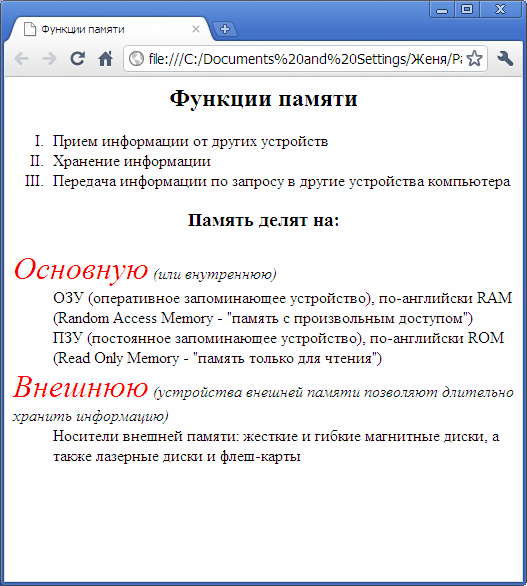 Функции памяти
file:///C:/Documents%20and%20Settings/Женя/Ра
Функции памяти
I. Прием информации от других устройств
II. Хранение информации
III. Передача информации по запросу в другие устройства компьютера
Память делят на:
Основную (или внутреннюю)
ОЗУ (оперативное запоминающее устройство), по-английски RAM
(Random Access Memory - "память с произвольным доступом")
ПЗУ (постоянное запоминающее устройство), по-английски ROM
(Read Only Memory - "память только для чтения")
Внешнюю (устройства внешней памяти позволяют длительно
хранить информацию)
Носители внешней памяти: жесткие и гибкие магнитные диски, а
также лазерные диски и флеш-карты